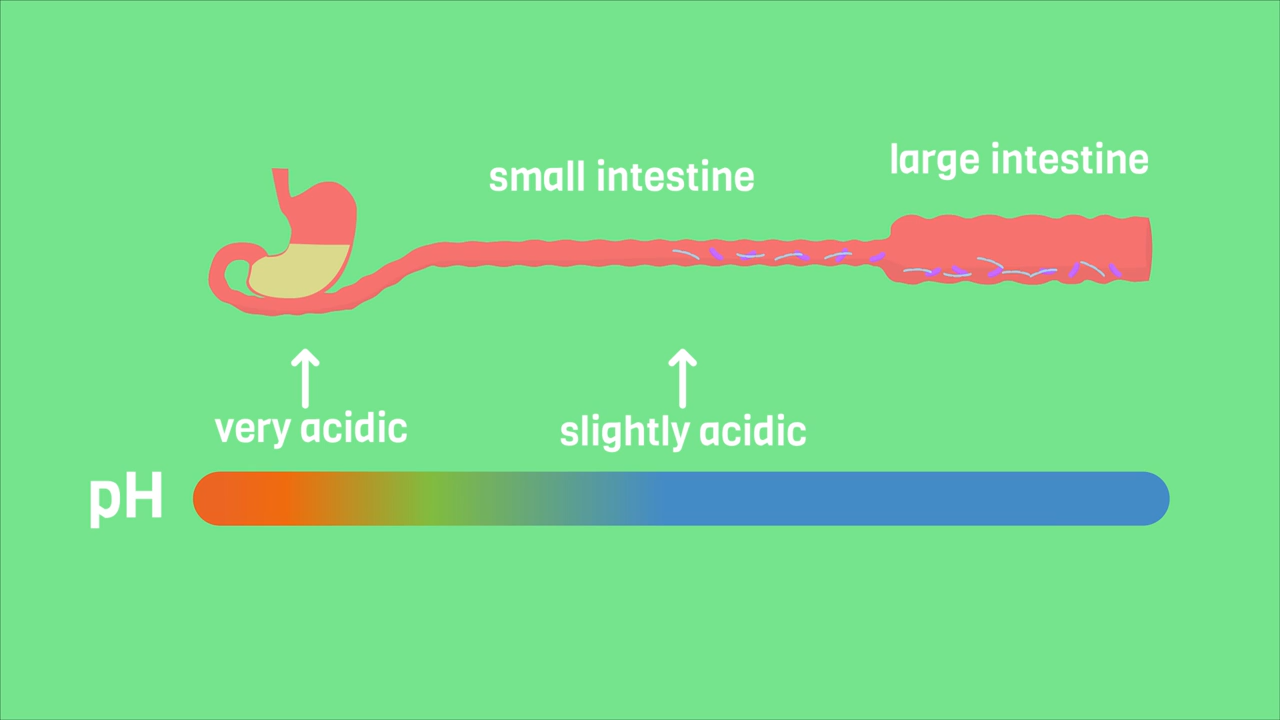 large intestine
small intestine
very acidic
slightly acidic
pH